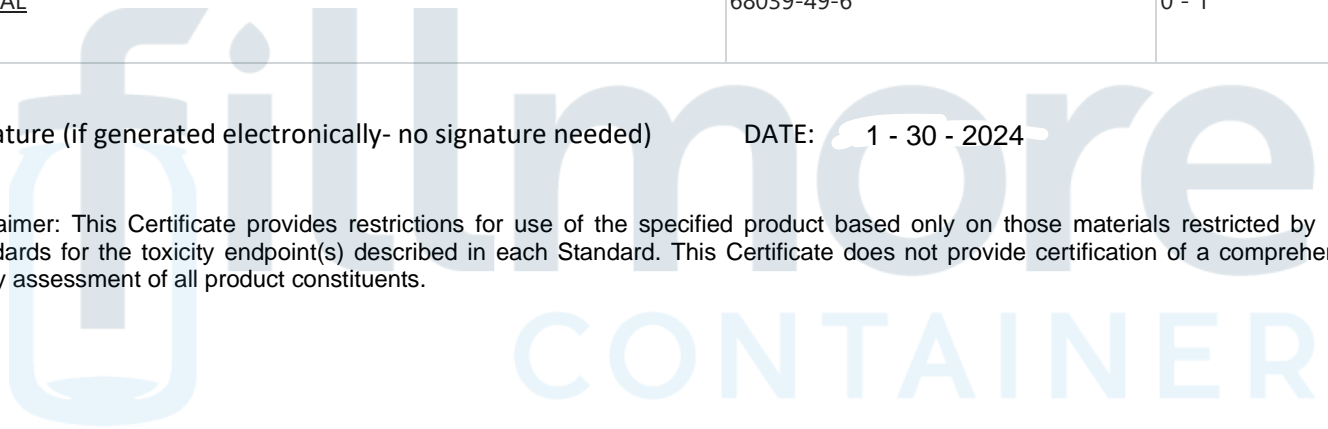 AL 68039-49-6 0 - 1
ature (if generated electronically- no signature needed) DATE: 1 - 30 - 2024
aimer: This Certificate provides restrictions for use of the specified product based only on those materials restricted by
dards for the toxicity endpoint(s) described in each Standard. This Certificate does not provide certification of a comprehen
y assessment of all product constituents.
fillmore
CONTAINER